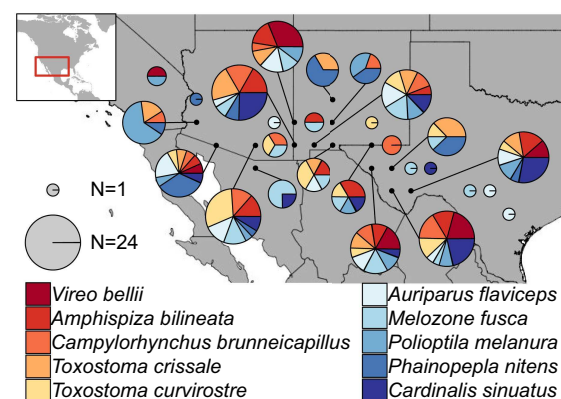 N=1
N=24
Vireo bellii
Amphispiza bilineata
Campylorhynchus brunneicapillus
Toxostoma crissale
Toxostoma curvirostre
Auriparus flaviceps
Melozone fusca
Polioptila melanura
Phainopepla nitens
Cardinalis sinuatus